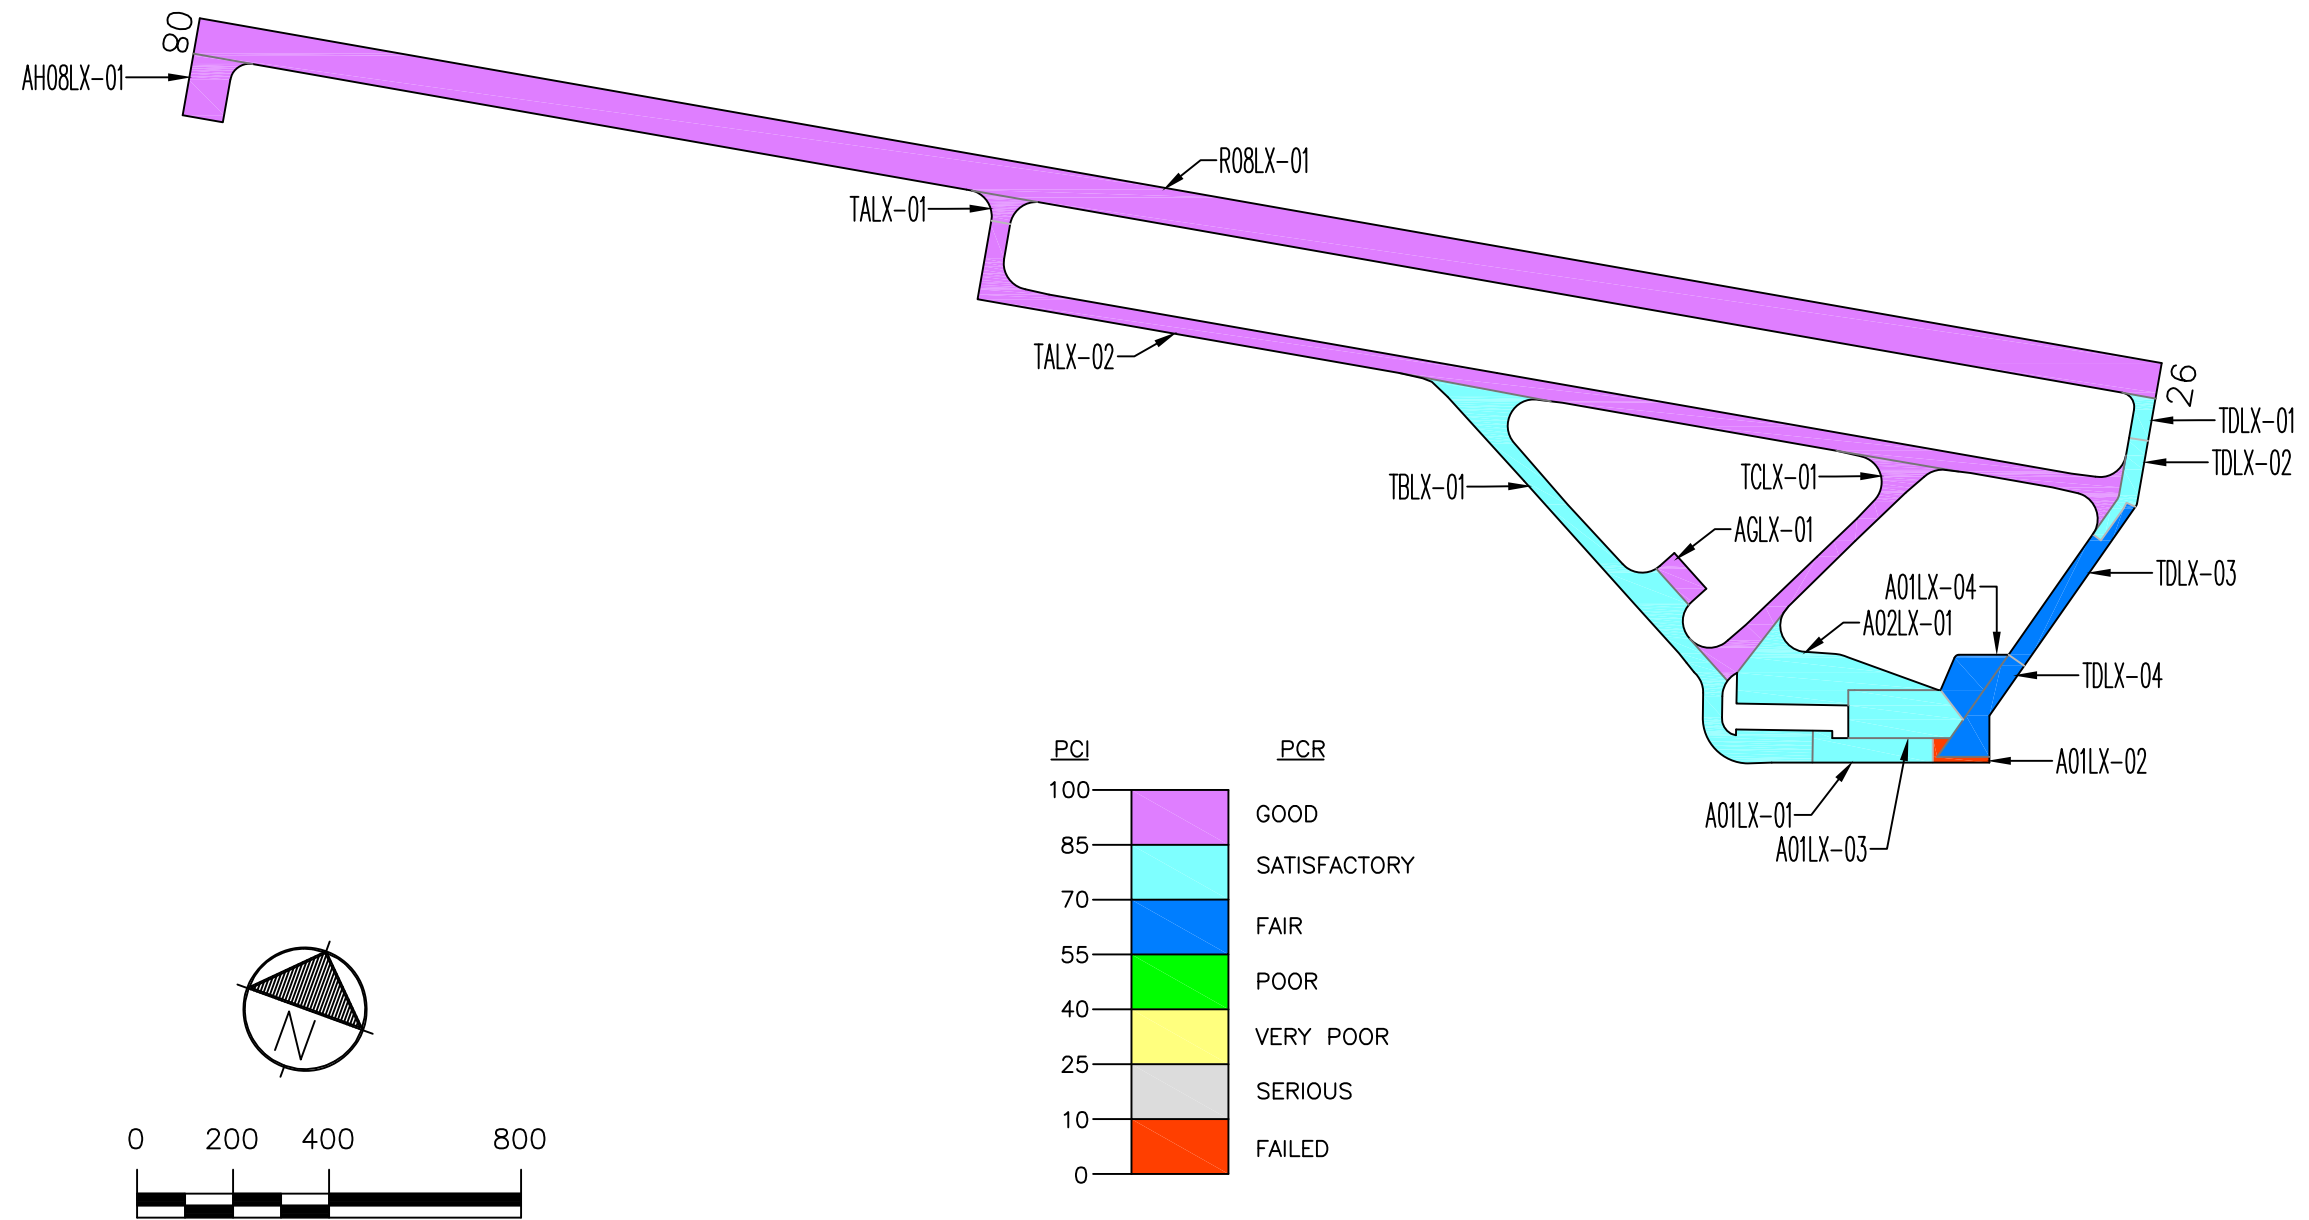 08
AH08LX-01
R08LX-01
TALX-01
TALX-02
26
TDLX-01
TDLX-02
TBLX-01
TCLX-01
AGLX-01
TDLX-03
A01LX-04
A02LX-01
TDLX-04
A01LX-02
A01LX-01
A01LX-03
PCI PCR
100
GOOD
85
SATISFACTORY
70
FAIR
55
POOR
40
VERY POOR
25
SERIOUS
10
FAILED
0
N
0 200 400 800